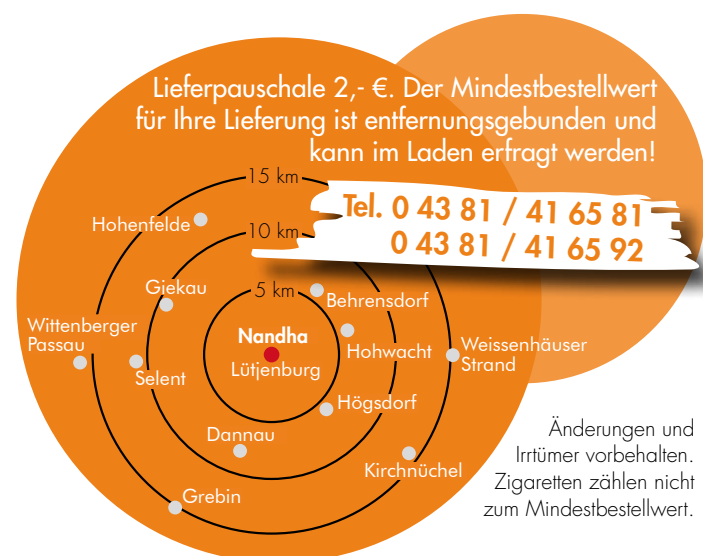 Lieferpauschale 2,- €. Der Mindestbestellwert
für Ihre Lieferung ist entfernungsgebunden und
kann im Laden erfragt werden!
15 km
Tel. 0 43 81 / 41 65 81
0 43 81 / 41 65 92
Hohenfelde
10 km
5 km
Giekau
Behrensdorf
Wittenberger
Passau
Nandha
Lütjenburg
Hohwacht
Weissenhäuser
Strand
Selent
Högsdorf
Dannau
Kirchnüchel
Grebin
Änderungen und
Irrtümer vorbehalten.
Zigaretten zählen nicht
zum Mindestbestellwert.